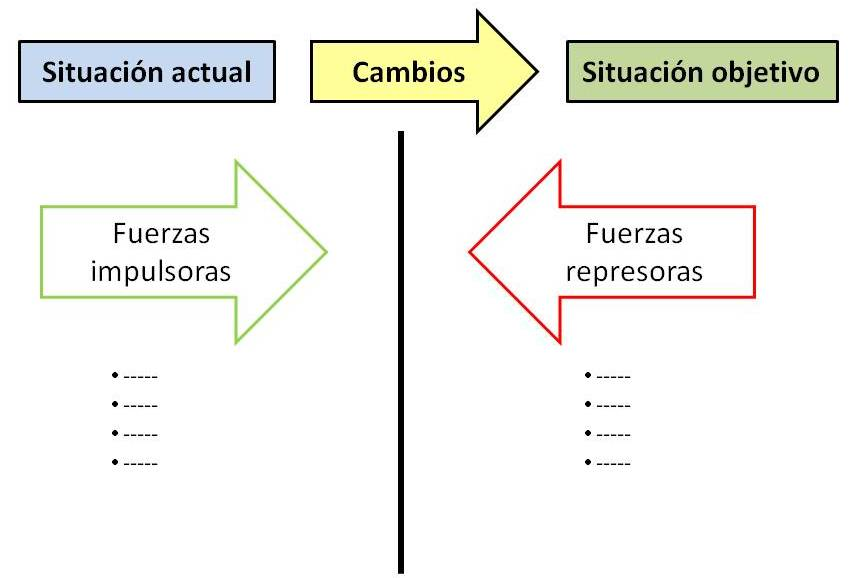 Situación actual
Cambios
Situación objetivo
Fuerzas
impulsoras
Fuerzas
represoras
• -----
• -----
• -----
• -----
• -----
• -----
• -----
• -----